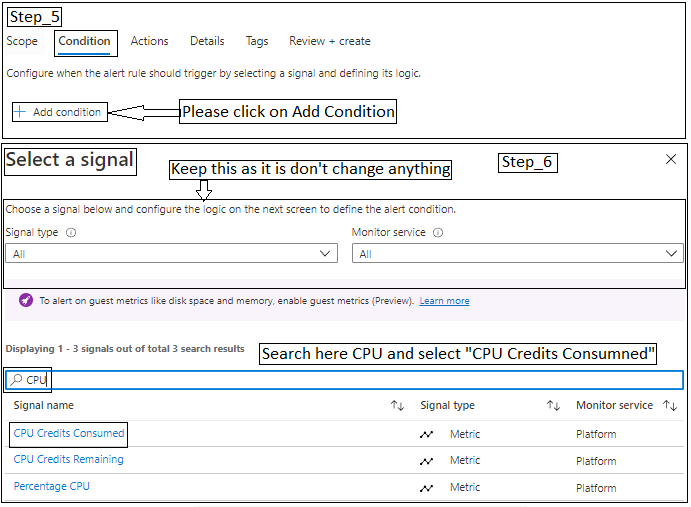 Step_5
Scope Condition Actions Details Tags Review + create
Configure when the alert rule should trigger by selecting a signal and defining its logic.
+ Add condition
Please click on Add Condition
Select a signal
Keep this as it is don't change anything
Step_6
Choose a signal below and configure the logic on the next screen to define the alert condition.
Signal type Monitor service
All All
To alert on guest metrics like disk space and memory, enable guest metrics (Preview). Learn more
Displaying 1 - 3 signals out of total 3 search results
Search here CPU and select "CPU Credits Consumned"
CPU
Signal name Signal type Monitor service
CPU Credits Consumed Metric Platform
CPU Credits Remaining Metric Platform
Percentage CPU Metric Platform